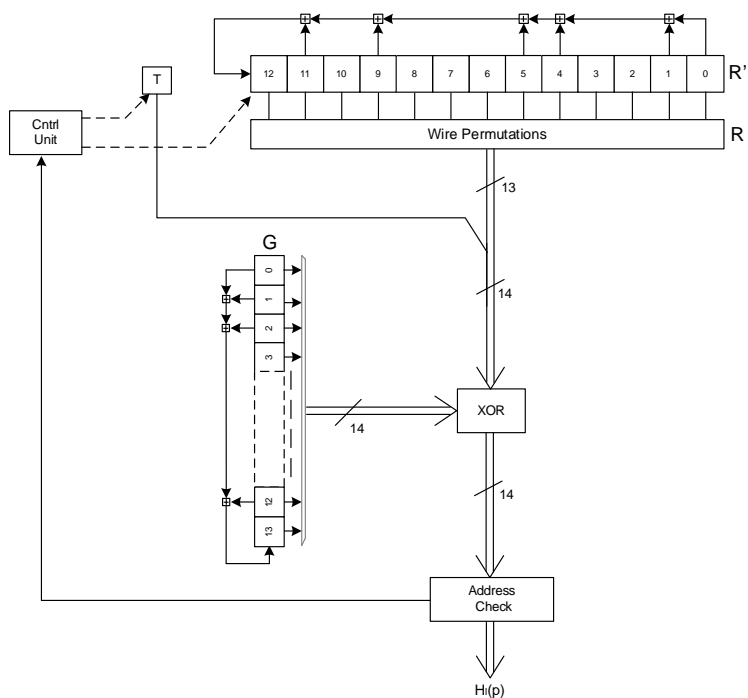 12 11 10 9 8 7 6 5 4 3 2 1 0
R'
T
Cntrl
Unit
Wire Permutations
R
13
G
0
1
2
3
12
13
14
14
XOR
14
Address
Check
Hl(p)